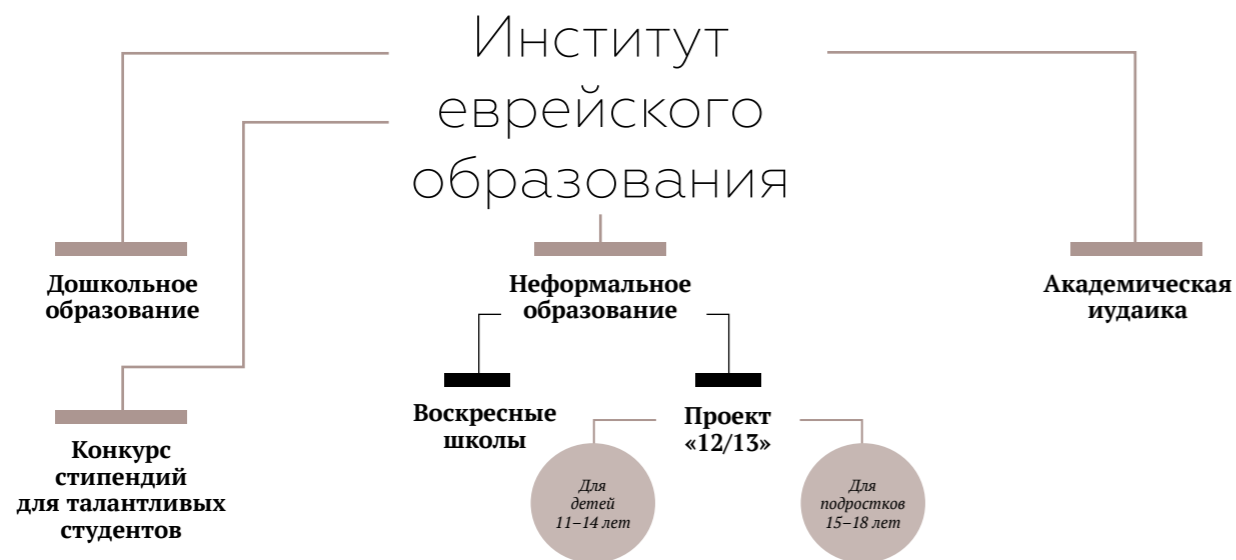 Институт
еврейского
образования
Дошкольное
образование
Неформальное
образование
Академическая
иудаика
Конкурс
стипендий
для талантливых
студентов
Воскресные
школы
Проект
«12/13»
Для
детей
11–14 лет
Для
подростков
15–18 лет